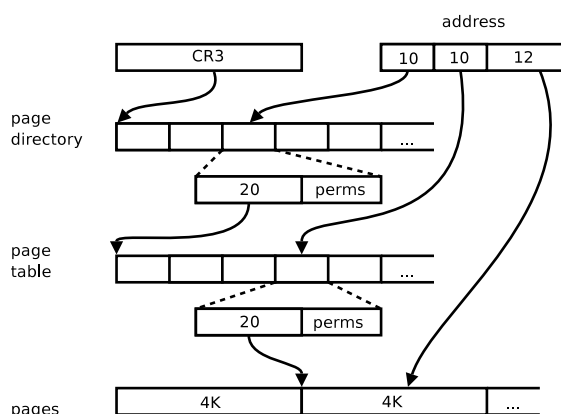 address
CR3
10 10 12
page
directory
...
20 perms
page
table
...
20 perms
pages
4K 4K ...